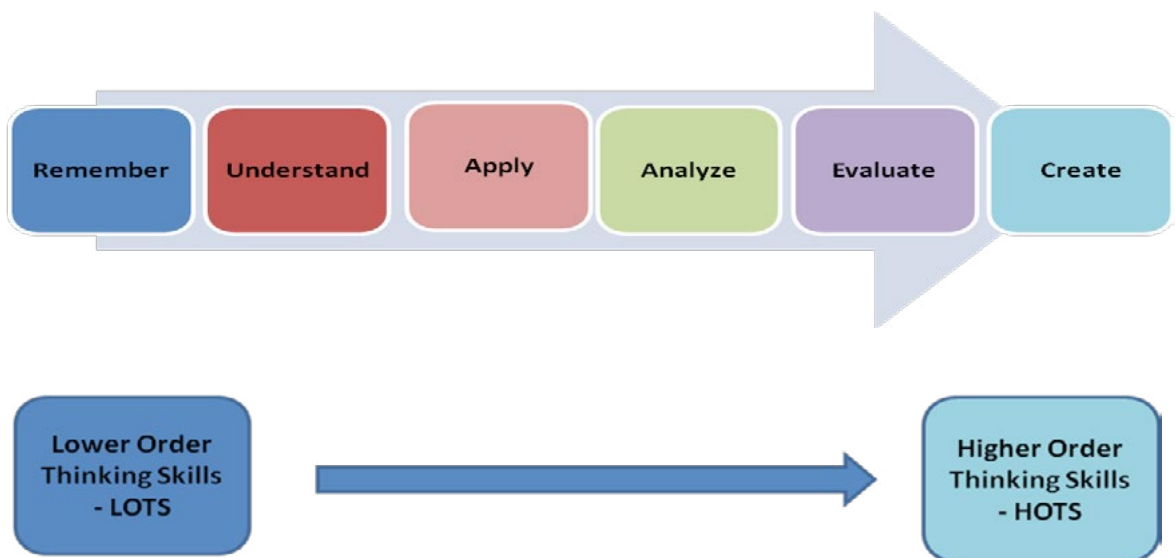 Remember
Understand
Apply
Analyze
Evaluate
Create
Lower Order
Thinking Skills
- LOTS
Higher Order
Thinking Skills
- HOTS